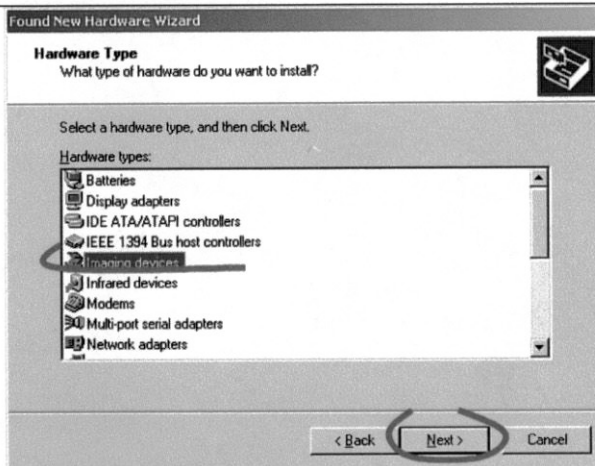 Found New Hardware Wizard
Hardware Type
What type of hardware do you want to install?
Select a hardware type, and then click Next.
Hardware types:
Batteries
Display adapters
IDE ATA/ATAPI controllers
IEEE 1394 Bus host controllers
Imaging devices
Infrared devices
Modems
Multi-port serial adapters
Network adapters
< Back Next > Cancel